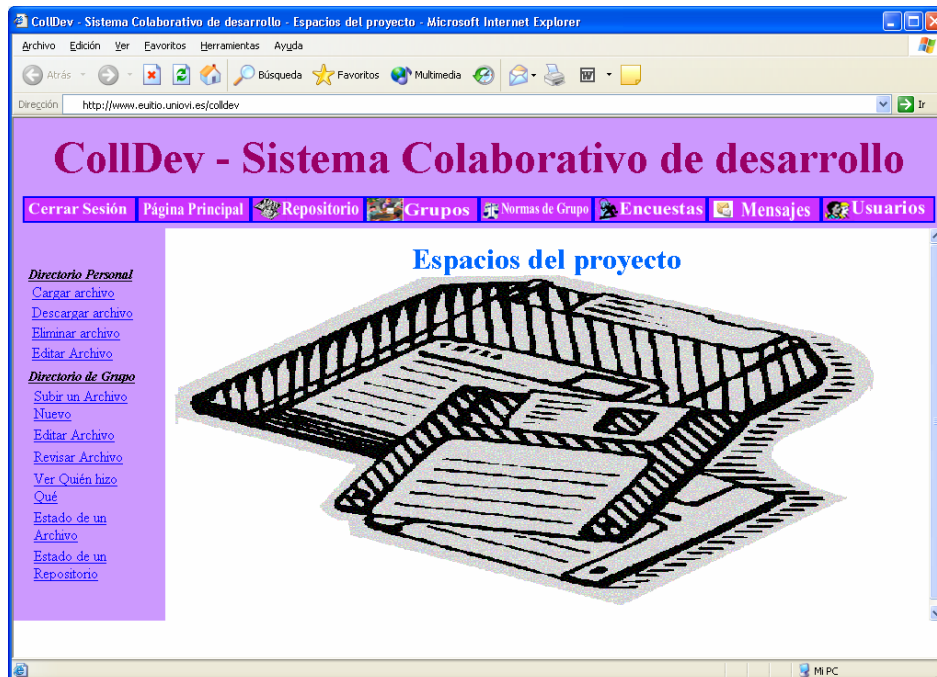 CollDev - Sistema Colaborativo de desarrollo - Espacios del proyecto - Microsoft Internet Explorer
Archivo Edición Ver Favoritos Herramientas Ayuda
Atrás Búsqueda Favoritos Multimedia
Dirección http://www.euitio.uniovi.es/colldev Ir
CollDev - Sistema Colaborativo de desarrollo
Cerrar Sesión Página Principal Repositorio Grupos Normas de Grupo Encuestas Mensajes Usuarios
Espacios del proyecto
Directorio Personal
Cargar archivo
Descargar archivo
Eliminar archivo
Editar Archivo
Directorio de Grupo
Subir un Archivo
Nuevo
Editar Archivo
Revisar Archivo
Ver Quién hizo
Qué
Estado de un
Archivo
Estado de un
Repositorio
Mi PC